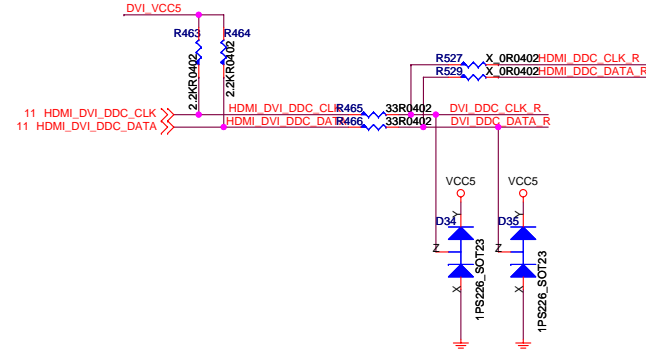 DVI_VCC5
R463
R464
2.2KR0402
2.2KR0402
R527
X_0R0402
HDMI_DDC_CLK_R
R529
X_0R0402
HDMI_DDC_DATA_R
11 HDMI_DVI_DDC_CLK
HDMI_DVI_DDC_CLK
R465
33R0402
DVI_DDC_CLK_R
11 HDMI_DVI_DDC_DATA
HDMI_DVI_DDC_DATA
R466
33R0402
DVI_DDC_DATA_R
VCC5
VCC5
D34
Y
Z
X
1PS226_SOT23
D35
Y
Z
X
1PS226_SOT23